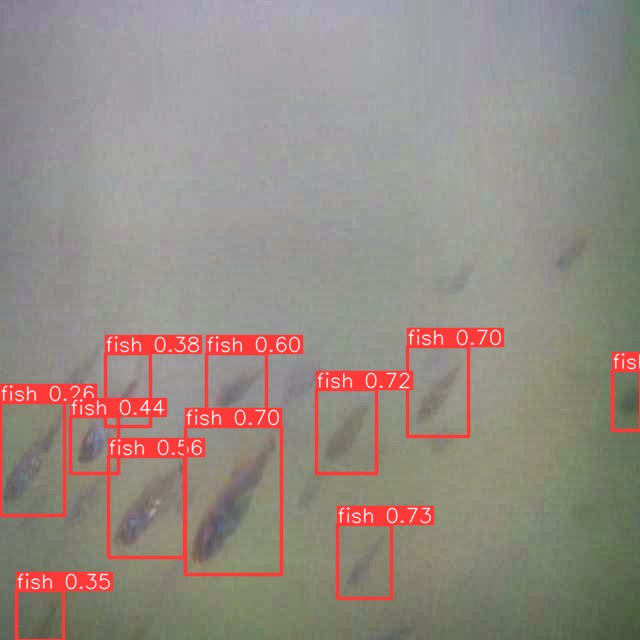 fish 0.70
fish 0.38
fish 0.60
fis
fish 0.72
fish 0.26
fish 0.44
fish 0.70
fish 0.56
fish 0.73
fish 0.35